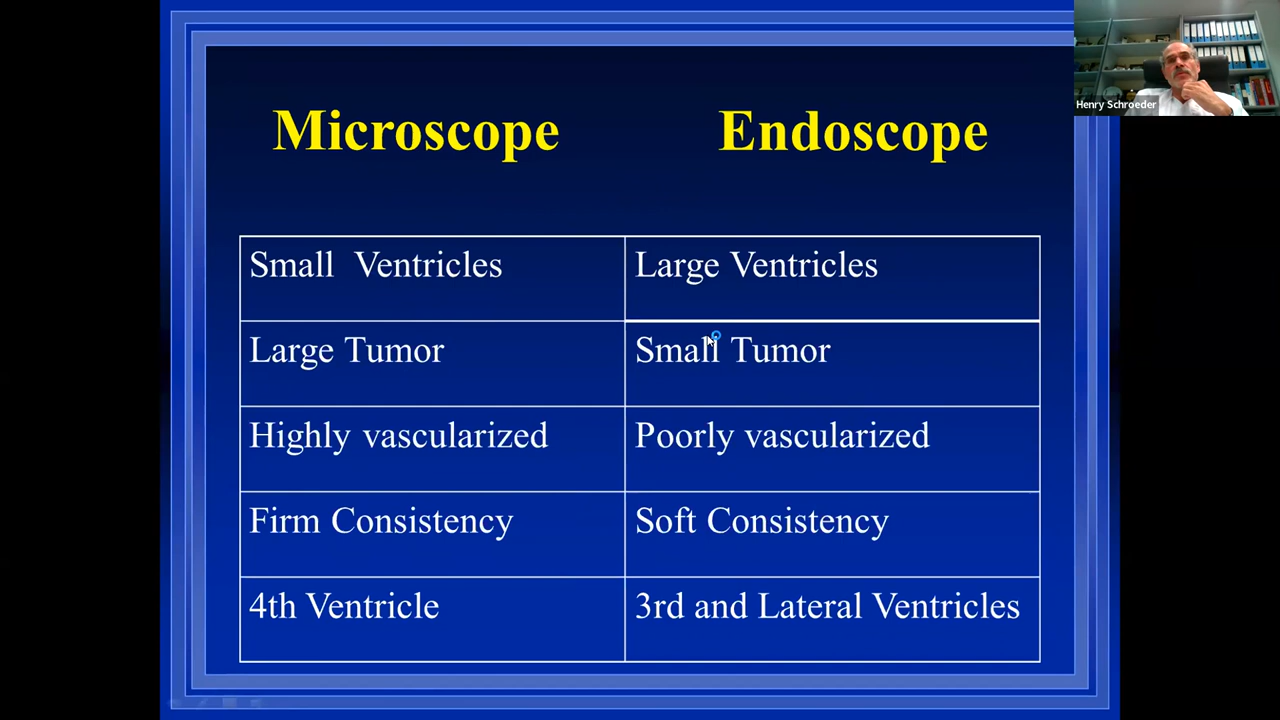 Henry Schroeder
Microscope Endoscope
Small Ventricles Large Ventricles
Large Tumor Small Tumor
Highly vascularized Poorly vascularized
Firm Consistency Soft Consistency
4th Ventricle 3rd and Lateral Ventricles